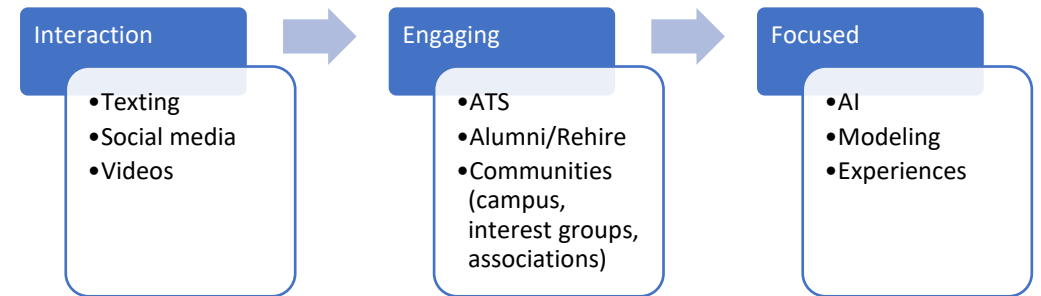 Interaction
•Texting
•Social media
•Videos
Engaging
•ATS
•Alumni/Rehire
•Communities
(campus,
interest groups,
associations)
Focused
•AI
•Modeling
•Experiences